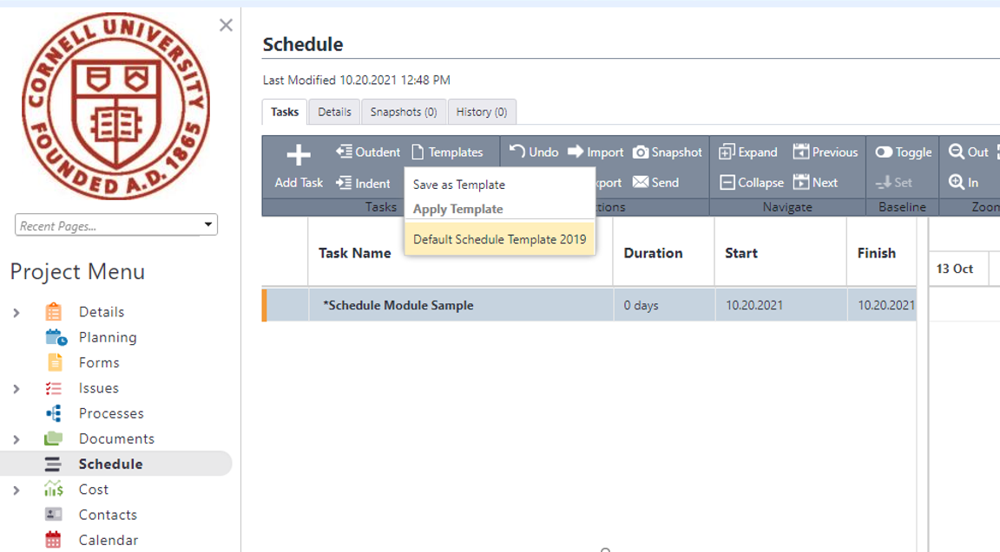 CORNELL UNIVERSITY
FOUNDED A.D. 1865
Recent Pages...
Project Menu
Details
Planning
Forms
Issues
Processes
Documents
Schedule
Cost
Contacts
Calendar
Schedule
Last Modified 10.20.2021 12:48 PM
Tasks Details Snapshots (0) History (0)
Outdent Templates Undo Import Snapshot Expand Previous Toggle Out
Add Task Indent Send Collapse Next Set In
Tasks Navigate Baseline
Save as Template
Apply Template
Default Schedule Template 2019
Task Name Duration Start Finish
13 Oct
*Schedule Module Sample 0 days 10.20.2021 10.20.2021